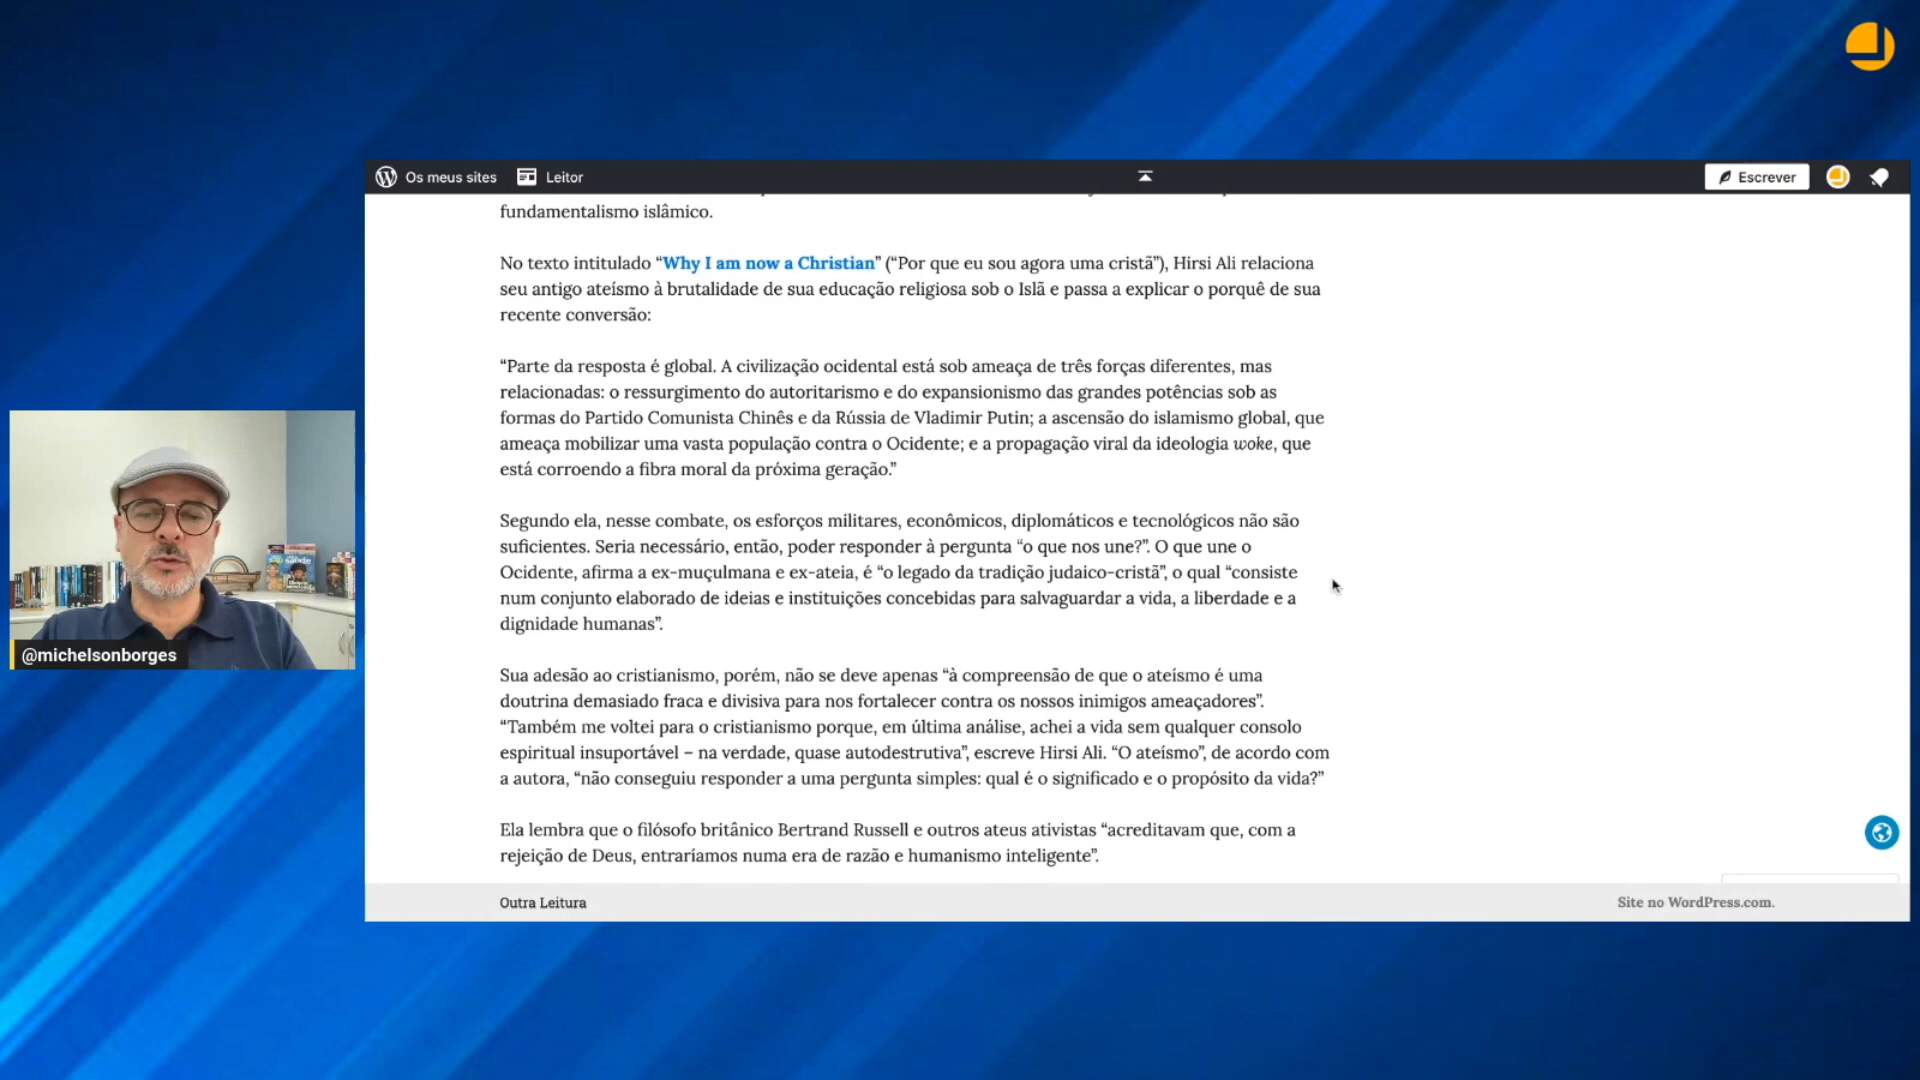 Os meus sites
Leitor
Escrever
fundamentalismo islâmico.
No texto intitulado “Why I am now a Christian” (“Por que eu sou agora uma cristã”), Hirsi Ali relaciona
seu antigo ateísmo à brutalidade de sua educação religiosa sob o Islã e passa a explicar o porquê de sua
recente conversão:
“Parte da resposta é global. A civilização ocidental está sob ameaça de três forças diferentes, mas
relacionadas: o ressurgimento do autoritarismo e do expansionismo das grandes potências sob as
formas do Partido Comunista Chinês e da Rússia de Vladimir Putin; a ascensão do islamismo global, que
ameaça mobilizar uma vasta população contra o Ocidente; e a propagação viral da ideologia woke, que
está corroendo a fibra moral da próxima geração.”
Segundo ela, nesse combate, os esforços militares, econômicos, diplomáticos e tecnológicos não são
suficientes. Seria necessário, então, poder responder à pergunta “o que nos une?”. O que une o
Ocidente, afirma a ex-muçulmana e ex-ateia, é “o legado da tradição judaico-cristã”, o qual “consiste
num conjunto elaborado de ideias e instituições concebidas para salvaguardar a vida, a liberdade e a
dignidade humanas”.
Sua adesão ao cristianismo, porém, não se deve apenas “à compreensão de que o ateísmo é uma
doutrina demasiado fraca e divisiva para nos fortalecer contra os nossos inimigos ameaçadores”.
“Também me voltei para o cristianismo porque, em última análise, achei a vida sem qualquer consolo
espiritual insuportável – na verdade, quase autodestrutiva”, escreve Hirsi Ali. “O ateísmo”, de acordo com
a autora, “não conseguiu responder a uma pergunta simples: qual é o significado e o propósito da vida?”
Ela lembra que o filósofo britânico Bertrand Russell e outros ateus ativistas “acreditavam que, com a
rejeição de Deus, entraríamos numa era de razão e humanismo inteligente”.
Outra Leitura
Site no WordPress.com.
saúde
@michelsonborges